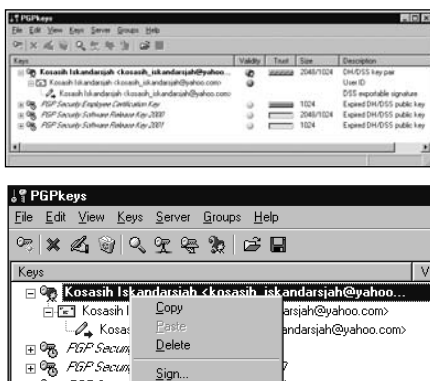 PGPkeys
File Edit View Keys Server Groups Help
Keys Validity Trust Size Description
Kosasih Iskandarsjah <kosasih_iskandarsjah@yahoo... 2048/1024 DH/DSS key pair
Kosasih Iskandarsjah <kosasih_iskandarsjah@yahoo.com> User ID
Kosasih Iskandarsjah <kosasih_iskandarsjah@yahoo.com> DSS exportable signature
PGP Security Employee Certification Key 1024 Expired DH/DSS public key
PGP Security Software Release Key 2000 2048/1024 Expired DH/DSS public key
PGP Security Software Release Key 2001 1024 Expired DH/DSS public key
PGPkeys
File Edit View Keys Server Groups Help
Keys V
Kosasih Iskandarsjah <kosasih_iskandarsjah@yahoo...
Kosasih I arsjah@yahoo.com>
Copy
Kosas andarsjah@yahoo.com>
Paste
PGP Secur
Delete
PGP Secur 7
Sign...